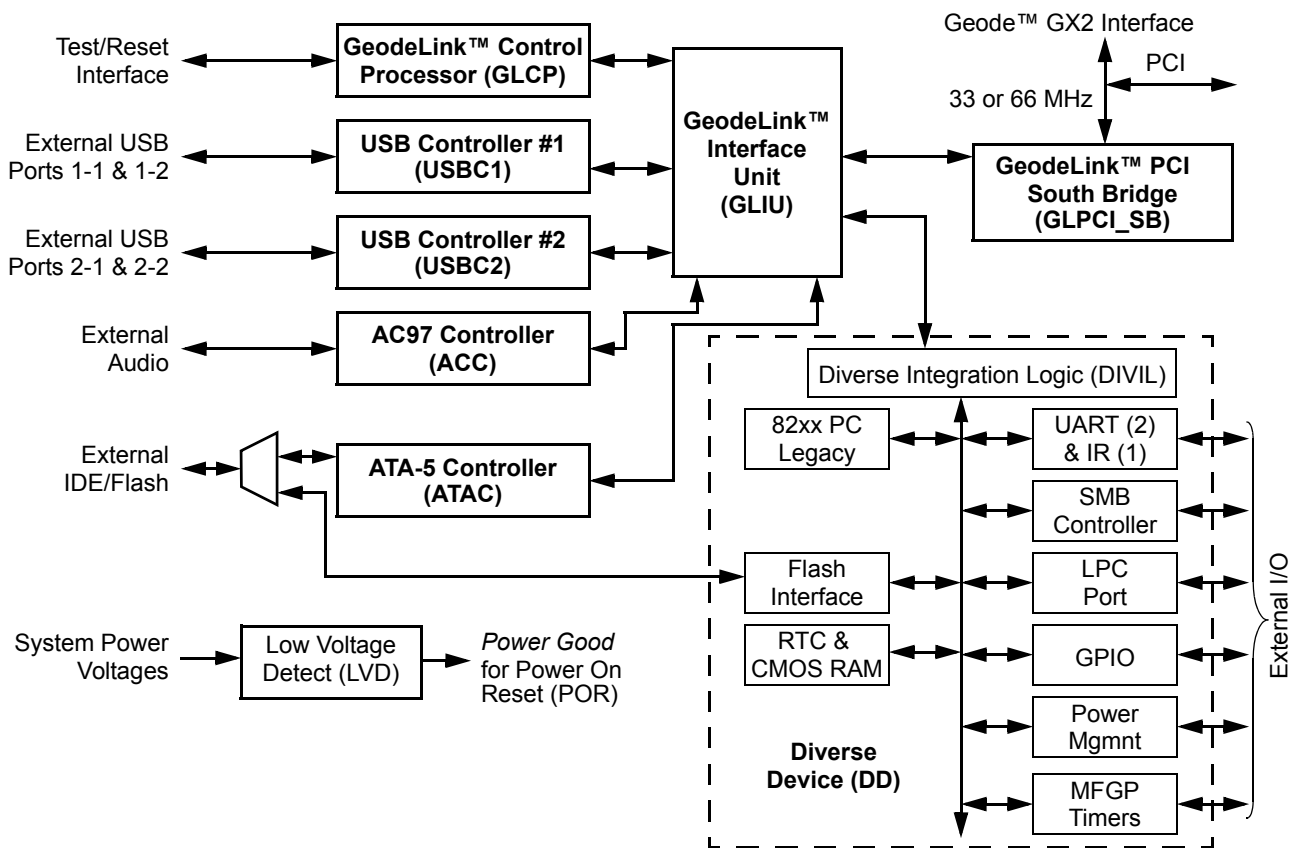 Test/Reset
Interface
GeodeLink™ Control
Processor (GLCP)
External USB
Ports 1-1 & 1-2
USB Controller #1
(USBC1)
External USB
Ports 2-1 & 2-2
USB Controller #2
(USBC2)
External
Audio
AC97 Controller
(ACC)
External
IDE/Flash
ATA-5 Controller
(ATAC)
System Power
Voltages
Low Voltage
Detect (LVD)
Power Good
for Power On
Reset (POR)
GeodeLink™
Interface
Unit
(GLIU)
Geode™ GX2 Interface
PCI
33 or 66 MHz
GeodeLink™ PCI
South Bridge
(GLPCI_SB)
Diverse Integration Logic (DIVIL)
82xx PC
Legacy
UART (2)
& IR (1)
SMB
Controller
Flash
Interface
LPC
Port
RTC &
CMOS RAM
GPIO
Power
Mgmnt
Diverse
Device (DD)
MFGP
Timers
External I/O